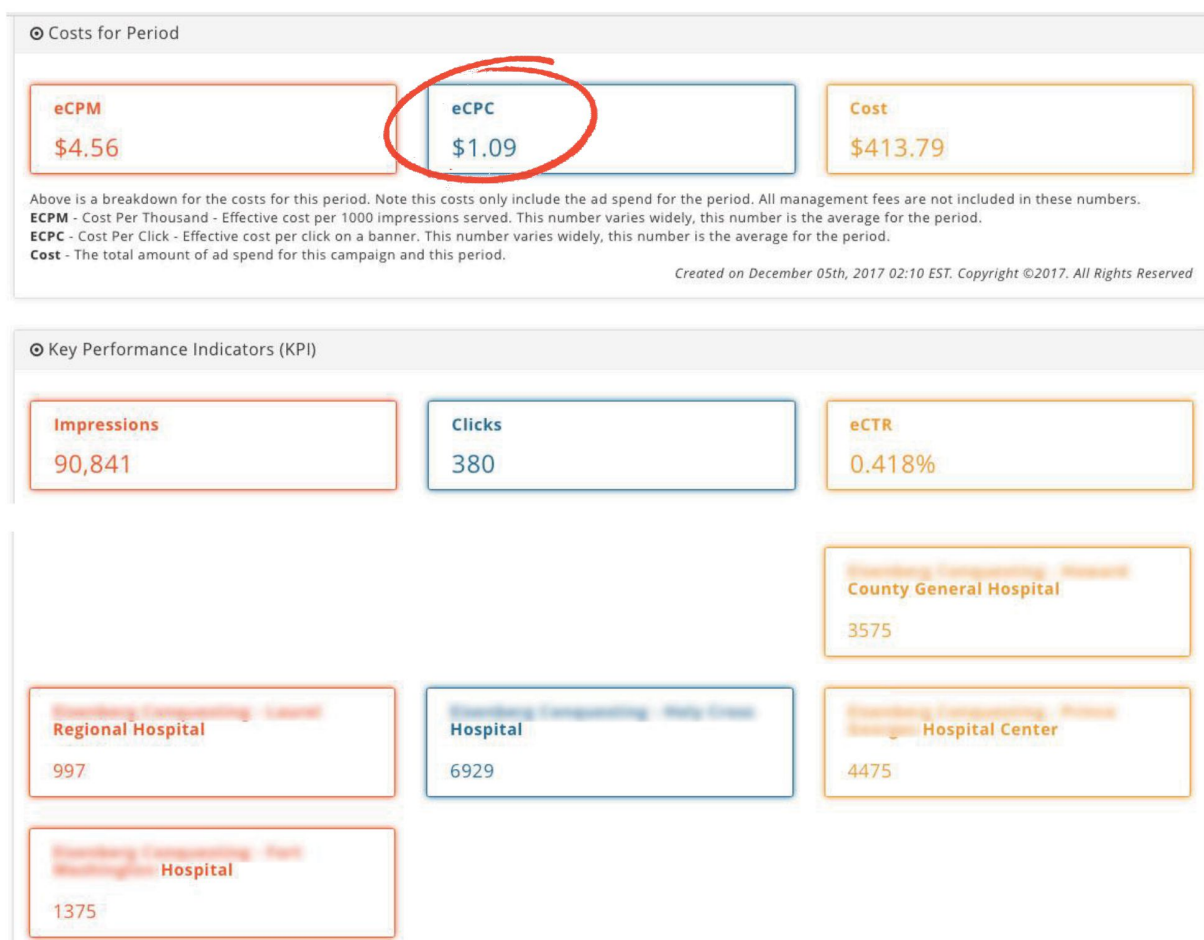 Costs for Period
eCPM
$4.56
eCPC
$1.09
Cost
$413.79
Above is a breakdown for the costs for this period. Note this costs only include the ad spend for the period. All management fees are not included in these numbers.
ECPM - Cost Per Thousand - Effective cost per 1000 impressions served. This number varies widely, this number is the average for the period.
ECPC - Cost Per Click - Effective cost per click on a banner. This number varies widely, this number is the average for the period.
Cost - The total amount of ad spend for this campaign and this period.
Created on December 05th, 2017 02:10 EST. Copyright ©2017. All Rights Reserved
Key Performance Indicators (KPI)
Impressions
90,841
Clicks
380
eCTR
0.418%
County General Hospital
3575
Regional Hospital
997
Hospital
6929
Hospital Center
4475
Hospital
1375